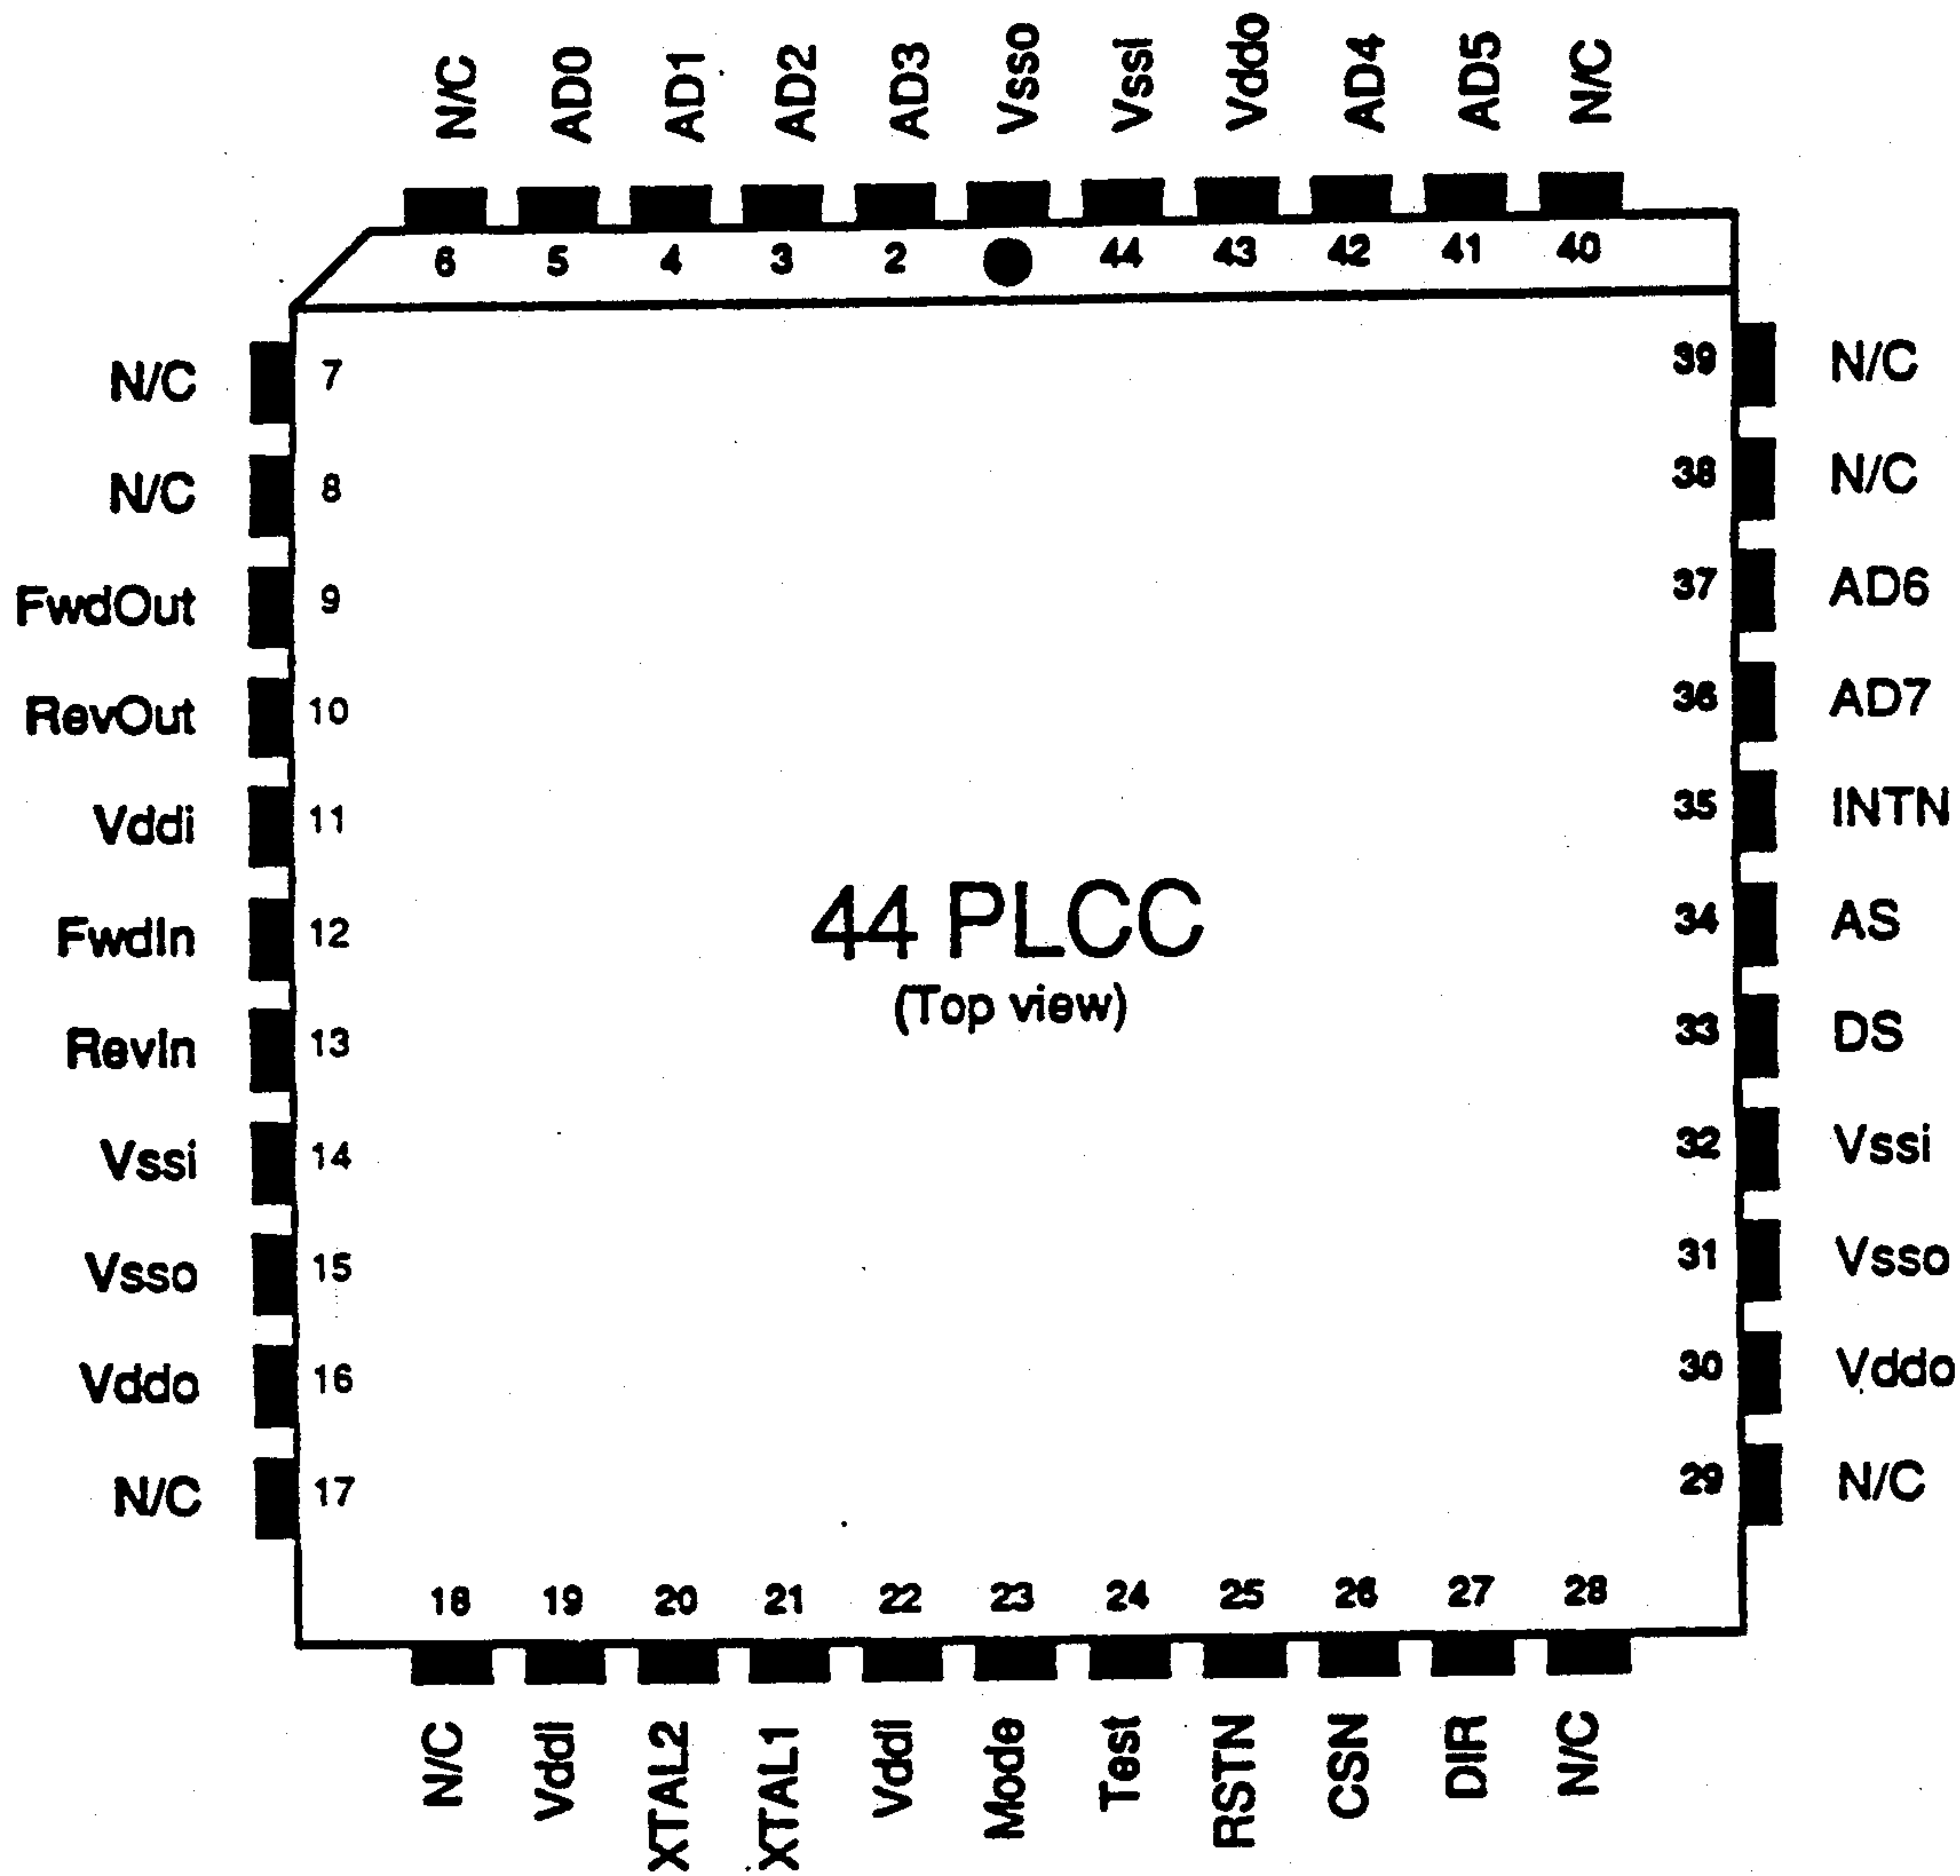 N/C AD0 AD1 AD2 AD3 Vsso Vssi Vddo AD4 AD5 N/C
6 5 4 3 2 44 43 42 41 40
N/C 7 39 N/C
N/C 8 38 N/C
FwdOut 9 37 AD6
RevOut 10 36 AD7
Vddi 11 35 INTN
FwdIn 12 34 AS
44 PLCC
(Top view)
RevIn 13 33 DS
Vssi 14 32 Vssi
Vsso 15 31 Vsso
Vddo 16 30 Vddo
N/C 17 29 N/C
18 19 20 21 22 23 24 25 26 27 28
N/C Vddi XTAL2 XTAL1 Vddi Mode Test RSTN CSN DIR N/C